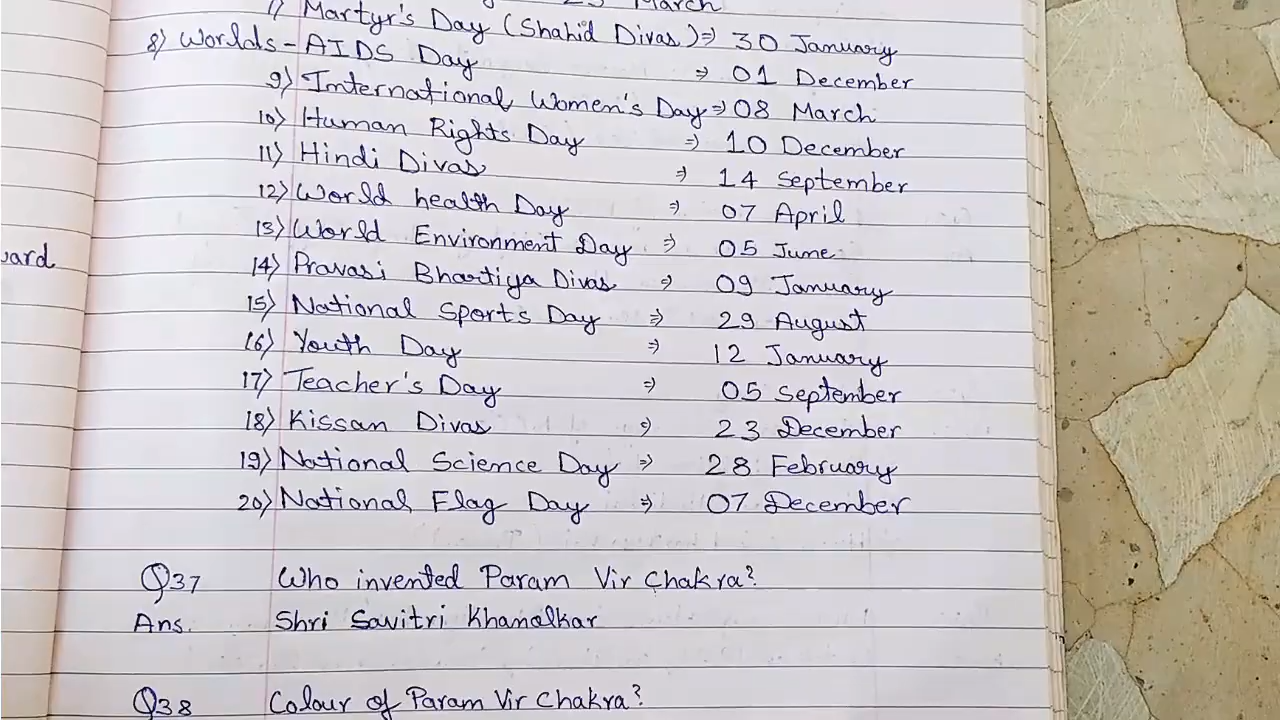 March
7) Martyr's Day (Shahid Divas) ⇒ 30 January
8) Worlds-AIDS Day ⇒ 01 December
9) International Women's Day ⇒ 08 March
10) Human Rights Day ⇒ 10 December
11) Hindi Divas ⇒ 14 September
12) World health Day ⇒ 07 April
13) World Environment Day ⇒ 05 June
ward
14) Pravasi Bhartiya Divas ⇒ 09 January
15) National Sports Day ⇒ 29 August
16) Youth Day ⇒ 12 January
17) Teacher's Day ⇒ 05 September
18) Kissan Divas ⇒ 23 December
19) National Science Day ⇒ 28 February
20) National Flag Day ⇒ 07 December
Q37 Who invented Param Vir Chakra?
Ans. Shri Savitri Khanolkar
Q38 Colour of Param Vir Chakra?